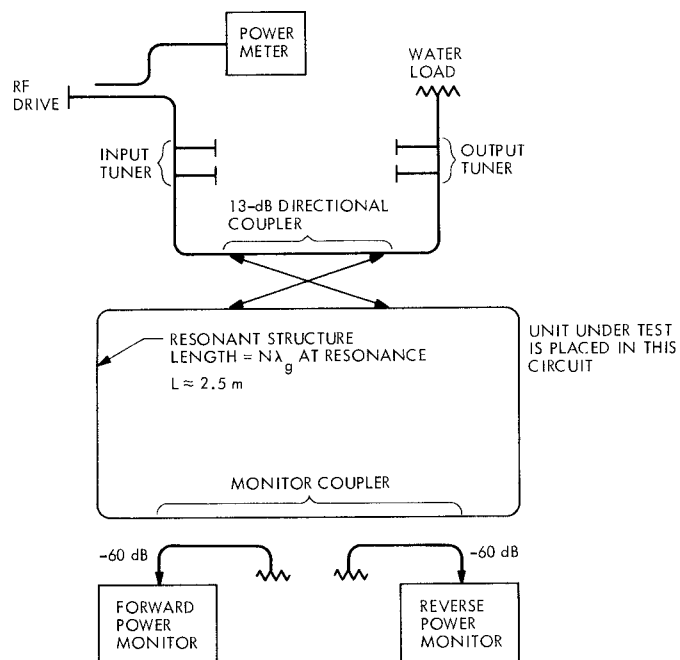 POWER
METER
RF
DRIVE
WATER
LOAD
INPUT
TUNER
OUTPUT
TUNER
13-dB DIRECTIONAL
COUPLER
RESONANT STRUCTURE
LENGTH = Nλg AT RESONANCE
L ≈ 2.5 m
UNIT UNDER TEST
IS PLACED IN THIS
CIRCUIT
MONITOR COUPLER
-60 dB
-60 dB
FORWARD
POWER
MONITOR
REVERSE
POWER
MONITOR